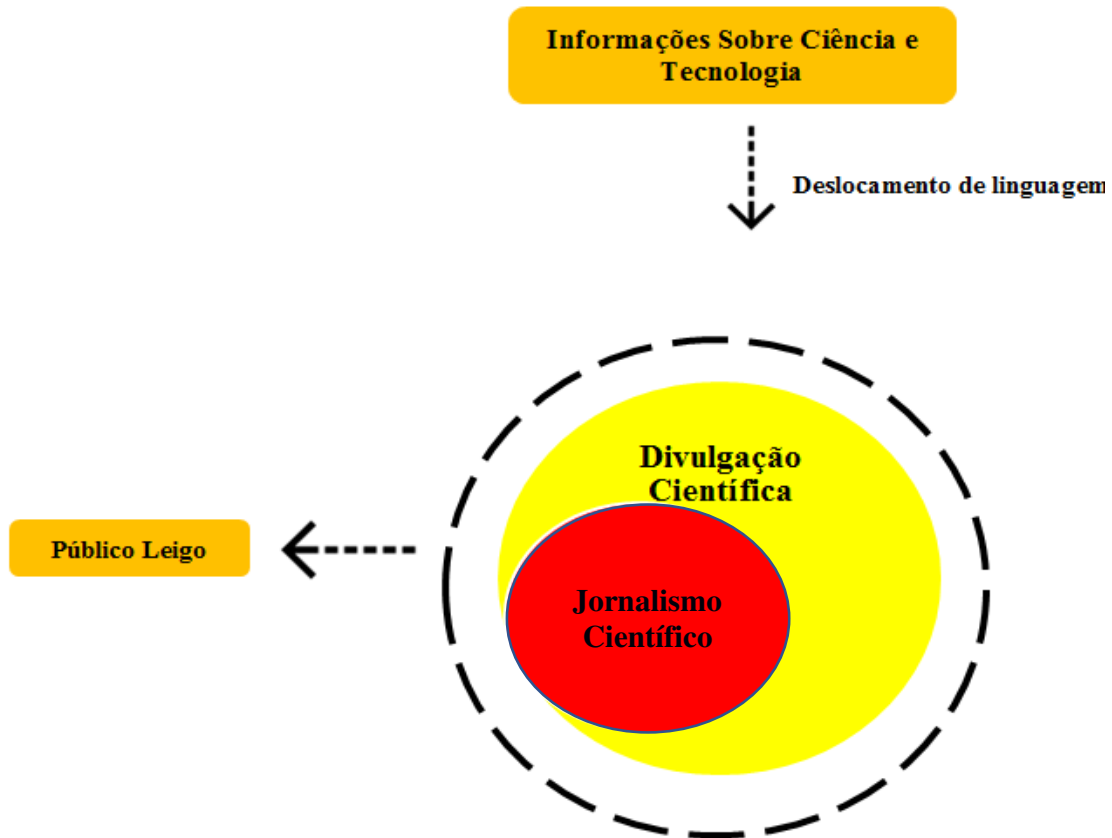 Informações Sobre Ciência e
Tecnologia
Deslocamento de linguagem
Divulgação
Científica
Público Leigo
Jornalismo
Científico